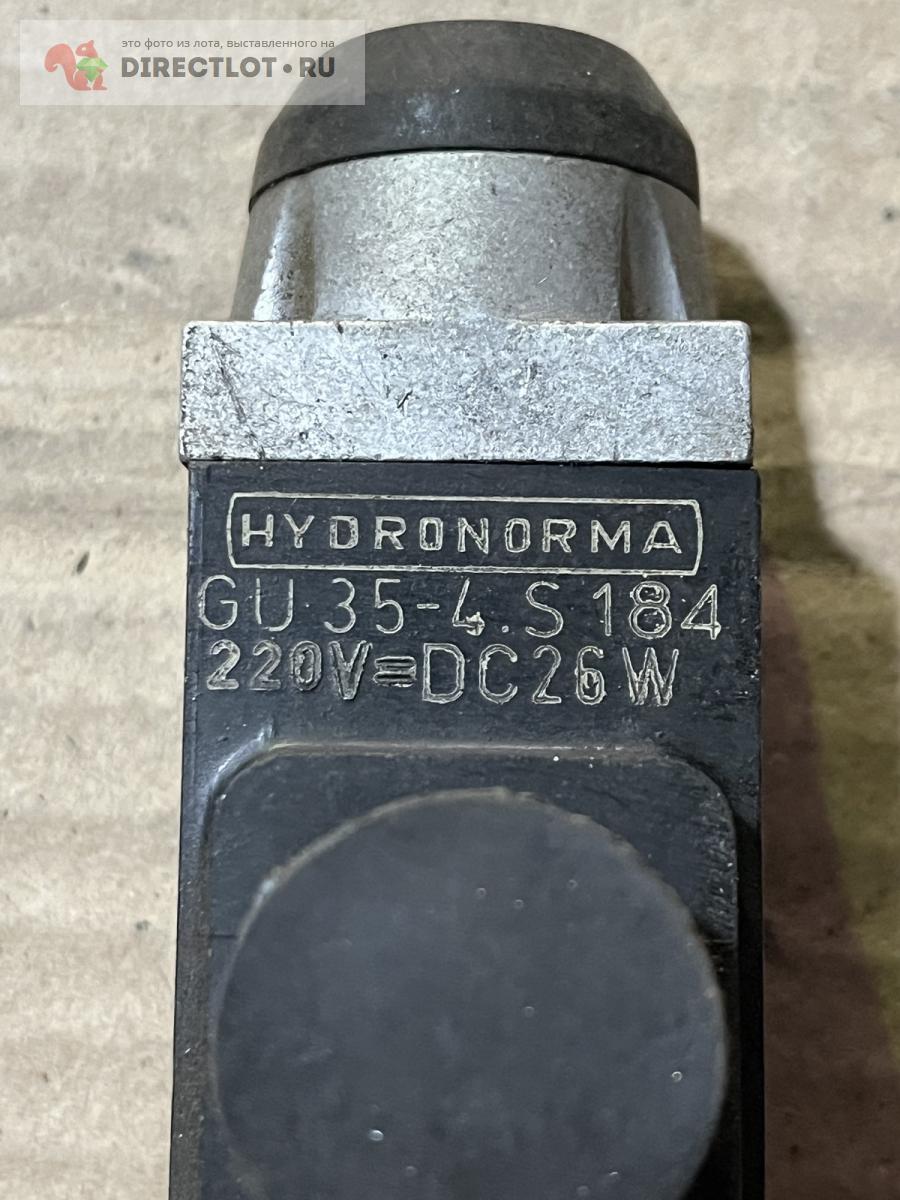 это фото из лота, выставленного на
DIRECTLOT•RU
HYDRONORMA
GU 35-4.S 184
220V=DC26W